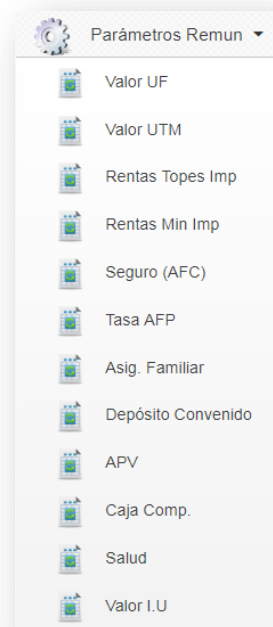 Parámetros Remun
Valor UF
Valor UTM
Rentas Topes Imp
Rentas Min Imp
Seguro (AFC)
Tasa AFP
Asig. Familiar
Depósito Convenido
APV
Caja Comp.
Salud
Valor I.U